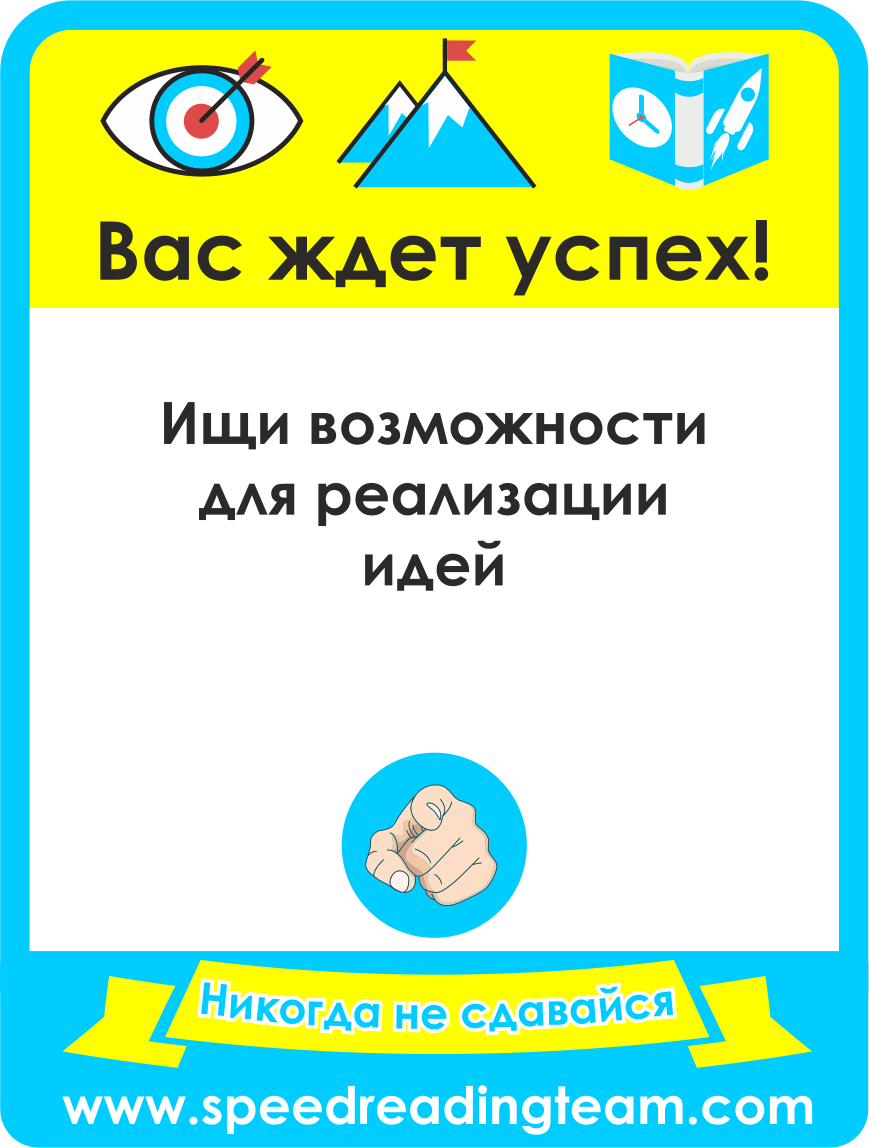 Вас ждет успех!
Ищи возможности
для реализации
идей
Никогда не сдавайся
www.speedreadingteam.com